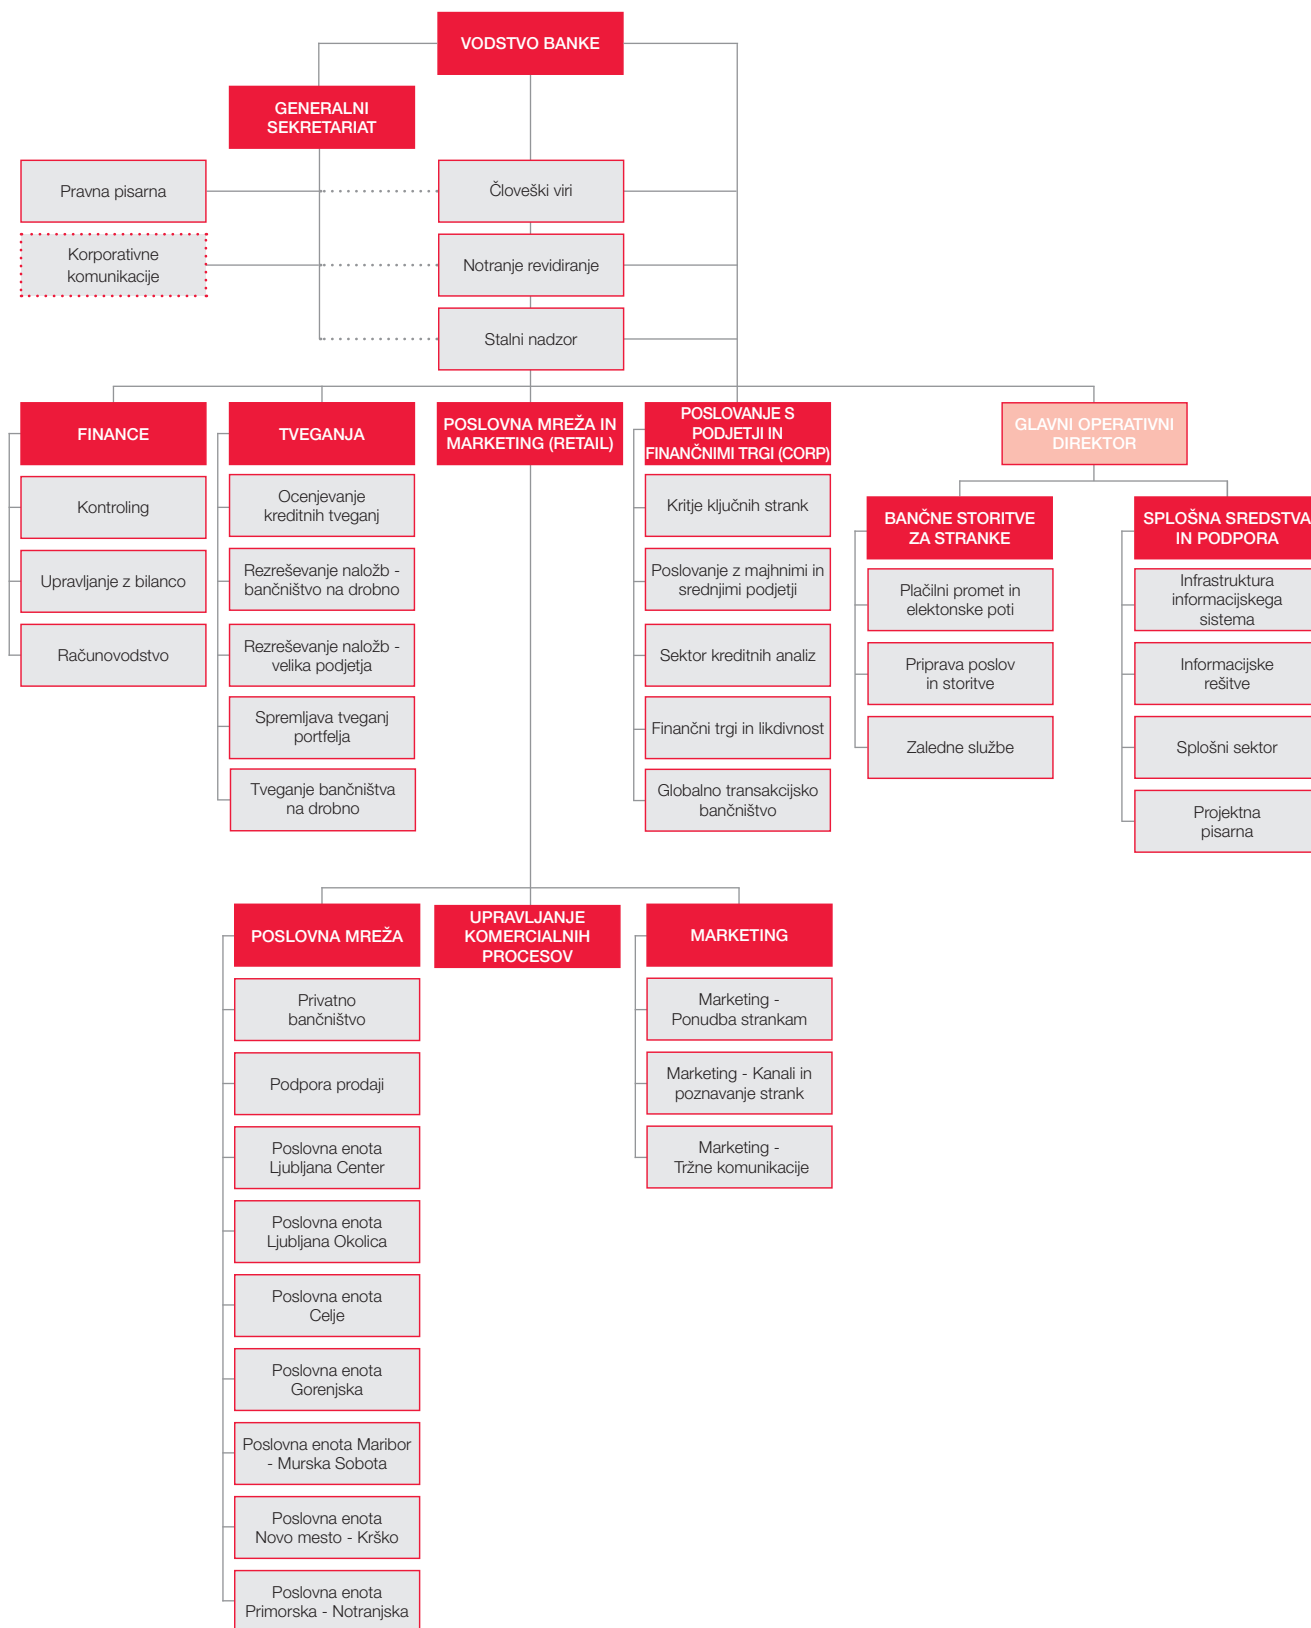 VODSTVO BANKE
GENERALNI
SEKRETARIAT
Pravna pisarna
Človeški viri
Korporativne
komunikacije
Notranje revidiranje
Stalni nadzor
FINANCE
Kontroling
Upravljanje z bilanco
Računovodstvo
TVEGANJA
Ocenjevanje
kreditnih tveganj
Rezreševanje naložb -
bančništvo na drobno
Rezreševanje naložb -
velika podjetja
Spremljava tveganj
portfelja
Tveganje bančništva
na drobno
POSLOVNA MREŽA IN
MARKETING (RETAIL)
POSLOVANJE S
PODJETJI IN
FINANČNIMI TRGI (CORP)
Kritje ključnih strank
Poslovanje z majhnimi in
srednjimi podjetji
Sektor kreditnih analiz
Finančni trgi in likdivnost
Globalno transakcijsko
bančništvo
GLAVNI OPERATIVNI
DIREKTOR
BANČNE STORITVE
ZA STRANKE
Plačilni promet in
elektonske poti
Priprava poslov
in storitve
Zaledne službe
SPLOŠNA SREDSTVA
IN PODPORA
Infrastruktura
informacijskega
sistema
Informacijske
rešitve
Splošni sektor
Projektna
pisarna
POSLOVNA MREŽA
Privatno
bančništvo
Podpora prodaji
Poslovna enota
Ljubljana Center
Poslovna enota
Ljubljana Okolica
Poslovna enota
Celje
Poslovna enota
Gorenjska
Poslovna enota Maribor
- Murska Sobota
Poslovna enota
Novo mesto - Krško
Poslovna enota
Primorska - Notranjska
UPRAVLJANJE
KOMERCIALNIH
PROCESOV
MARKETING
Marketing -
Ponudba strankam
Marketing - Kanali in
poznavanje strank
Marketing -
Tržne komunikacije